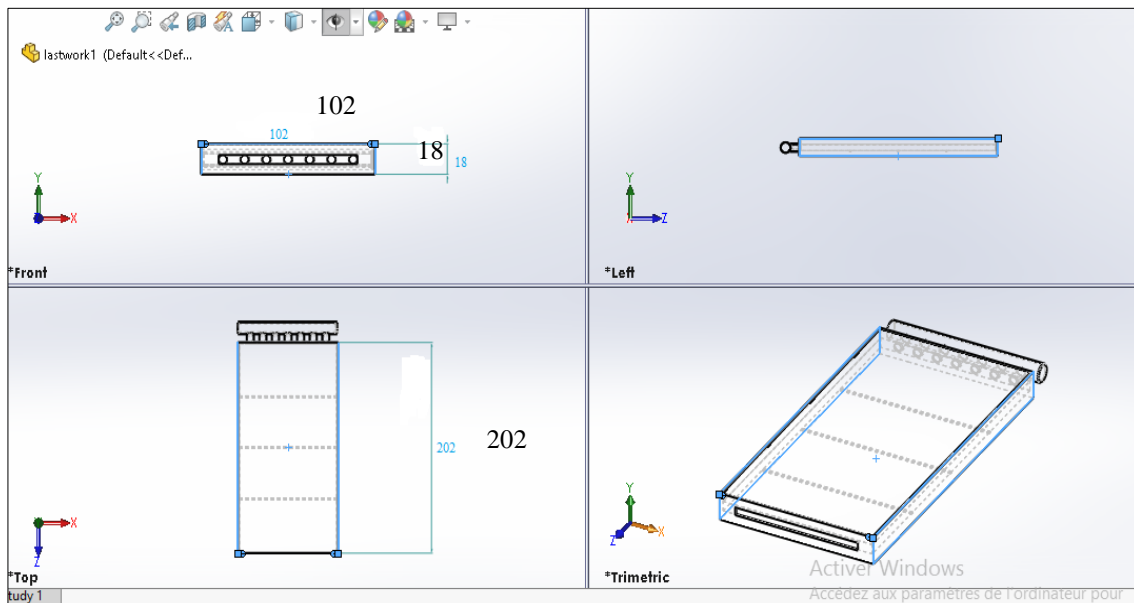 lastwork1 (Default<<Def...
102
102
18
18
Y
X
Z
*Front
Y
Z
X
*Left
202
202
X
Z
*Top
Y
X
Z
*Trimetric
Activer Windows
Accédez aux paramètres de l'ordinateur pour
tudy 1